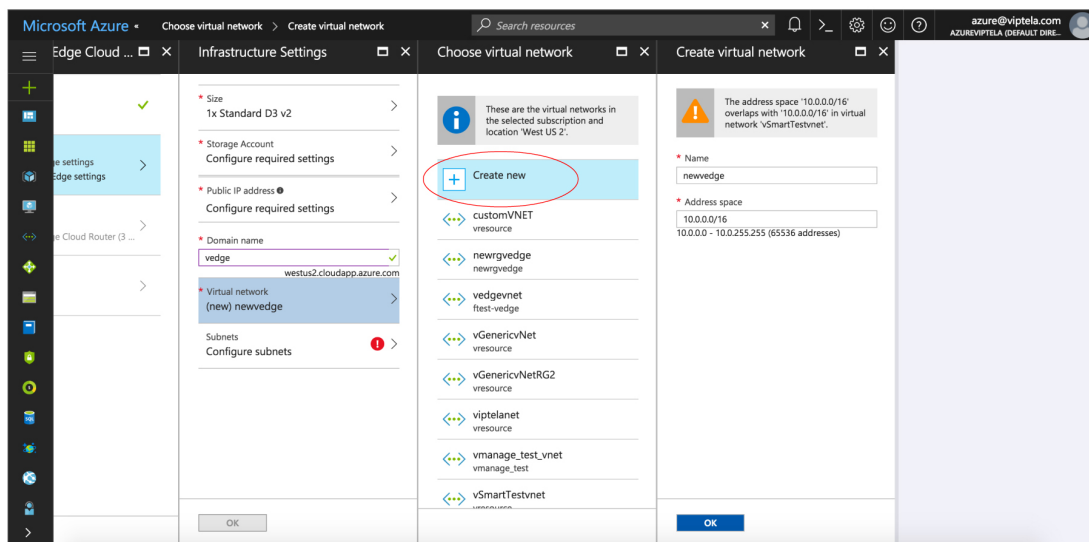 Microsoft Azure
Choose virtual network > Create virtual network
Search resources
azure@viptela.com
AZUREVIPTELA (DEFAULT DIRE...
Edge Cloud ...
e settings
Edge settings
e Cloud Router (3 ...
Infrastructure Settings
* Size
1x Standard D3 v2
* Storage Account
Configure required settings
* Public IP address
Configure required settings
* Domain name
vedge
westus2.cloudapp.azure.com
* Virtual network
(new) newvedge
Subnets
Configure subnets
OK
Choose virtual network
These are the virtual networks in
the selected subscription and
location 'West US 2'.
Create new
customVNET
vresource
newrgvedge
newrgvedge
vedgevnet
ftest-vedge
vGenericvNet
vresource
vGenericvNetRG2
vresource
viptelanet
vresource
vmanage_test_vnet
vmanage_test
vSmartTestvnet
vresource
Create virtual network
The address space '10.0.0.0/16'
overlaps with '10.0.0.0/16' in virtual
network 'vSmartTestvnet'.
* Name
newvedge
* Address space
10.0.0.0/16
10.0.0.0 - 10.0.255.255 (65536 addresses)
OK